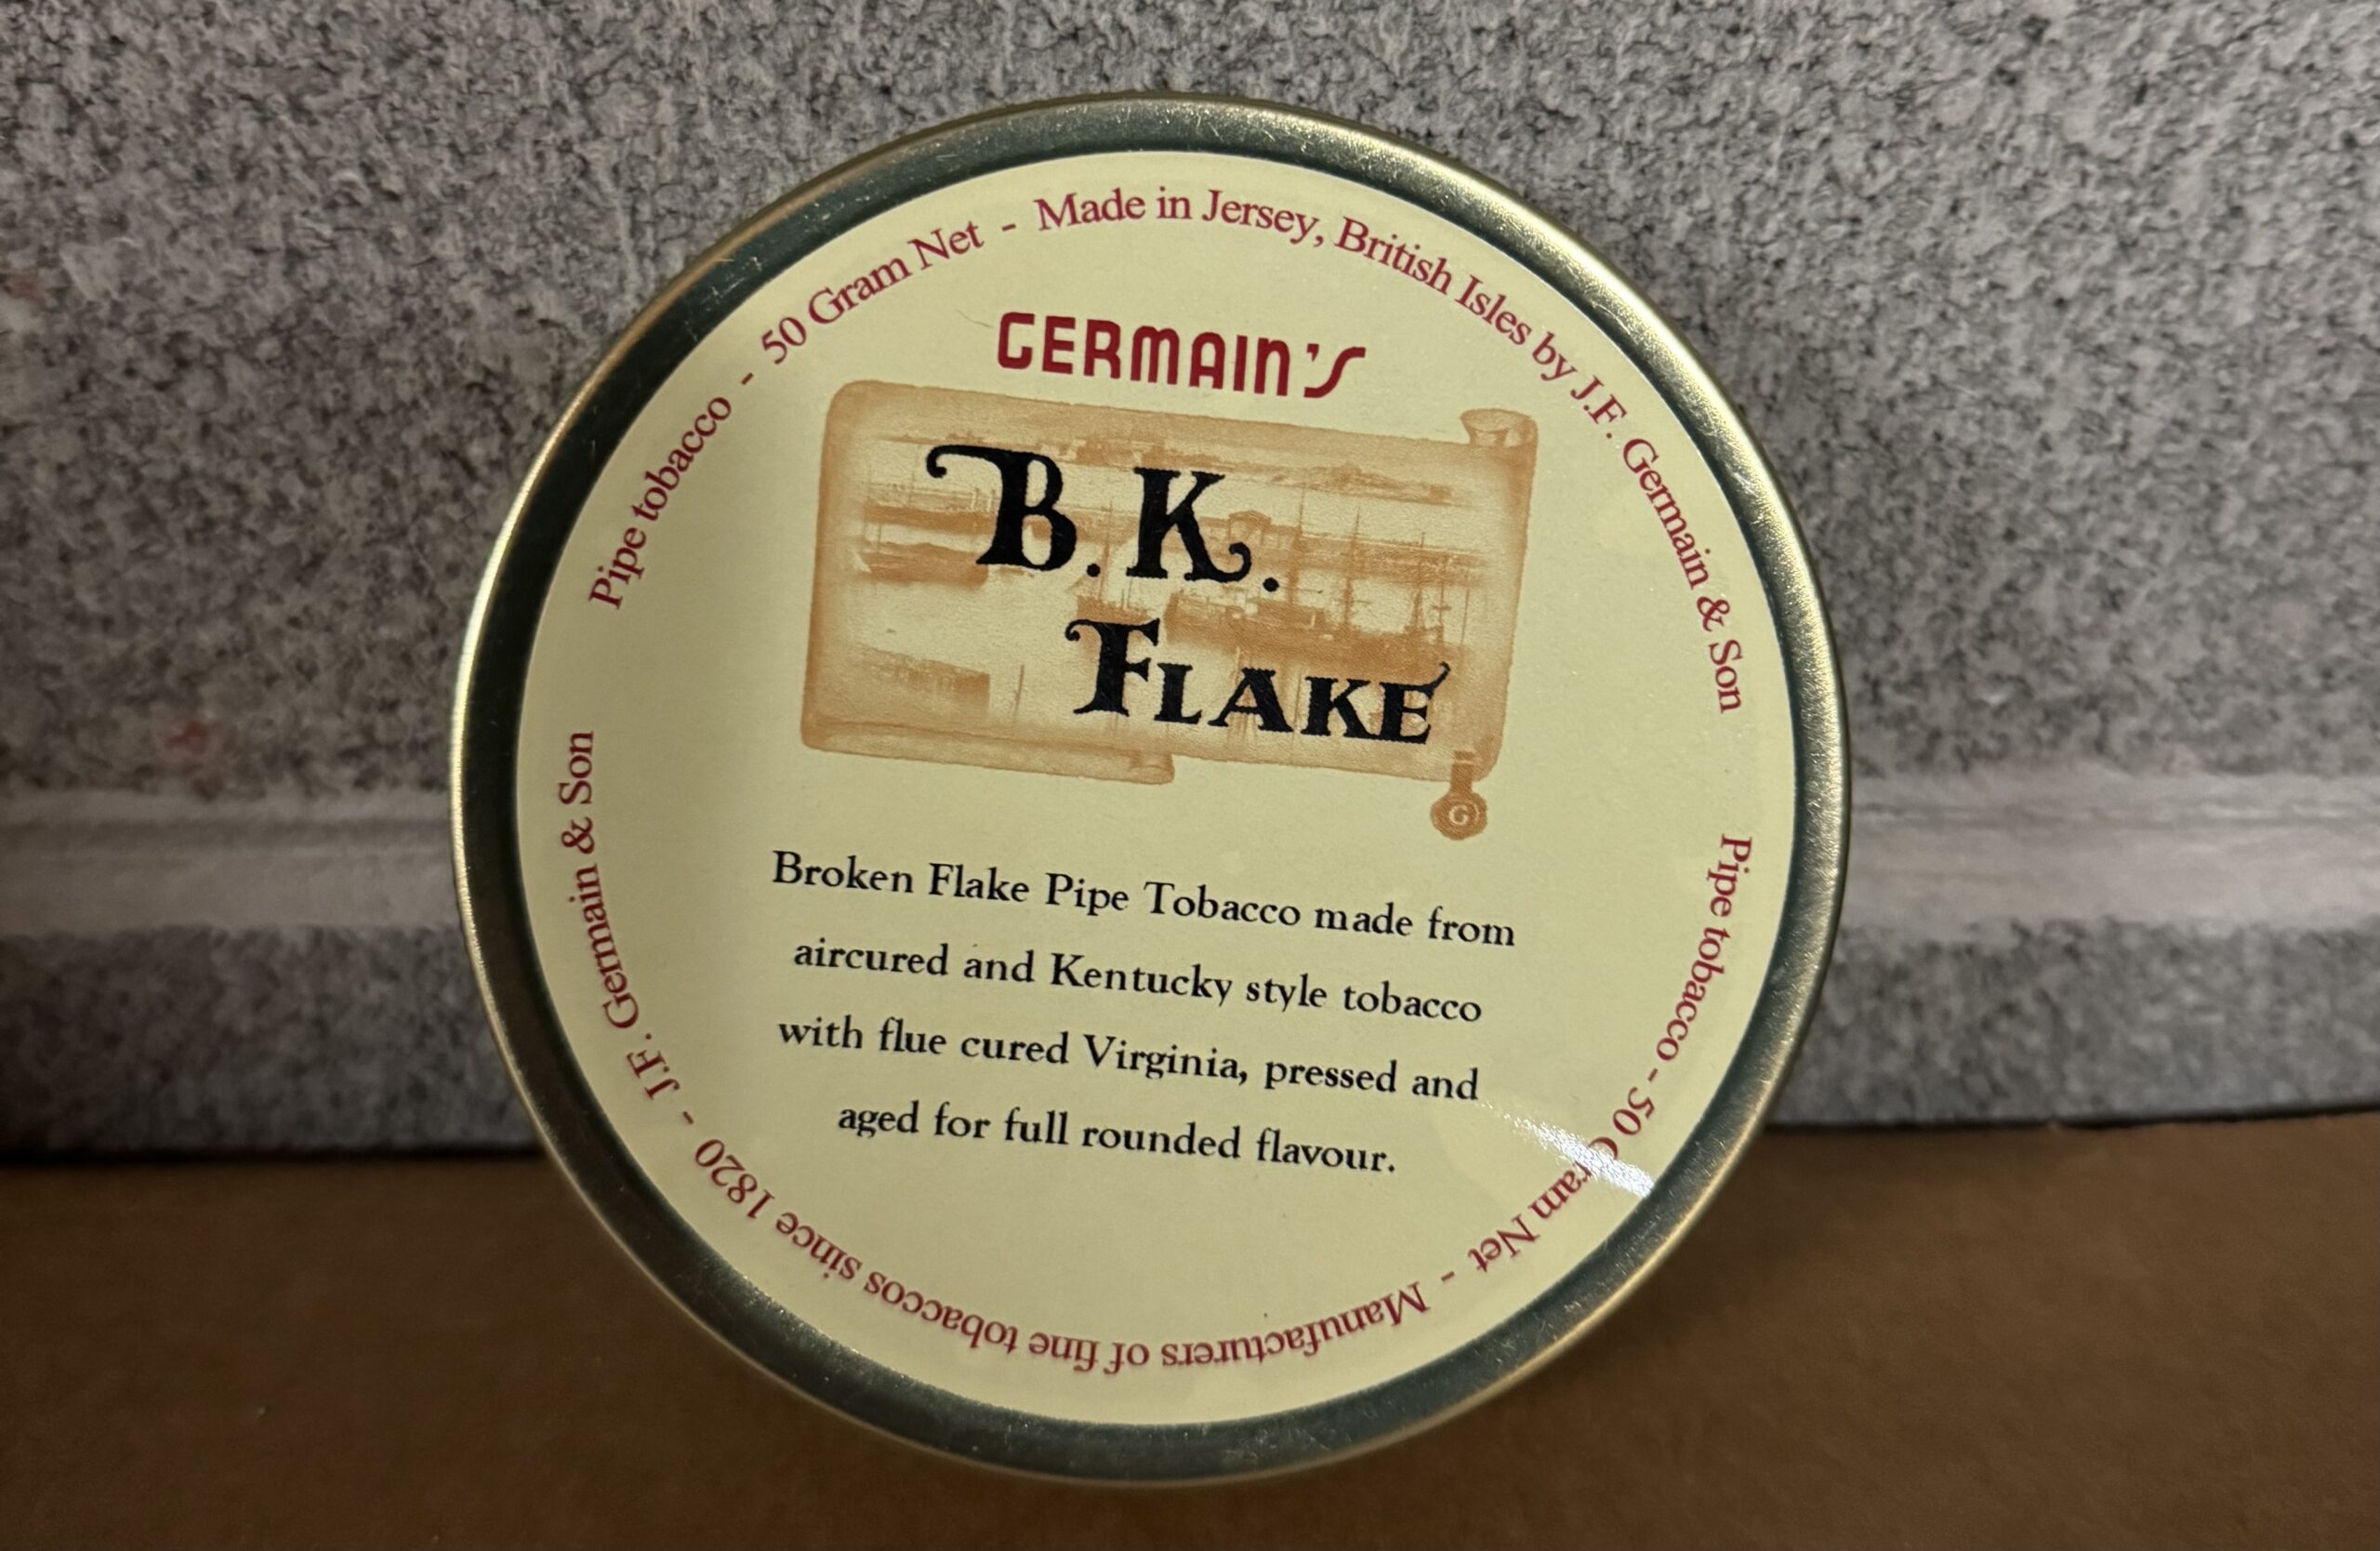 Pipe tobacco - 50 Gram Net - Made in Jersey, British Isles by J.F. Germain & Son
GERMAIN'S
B.K.
FLAKE
G
Broken Flake Pipe Tobacco made from
aircured and Kentucky style tobacco
with flue cured Virginia, pressed and
aged for full rounded flavour.
Pipe tobacco - 50 Gram Net - Manufacturers of fine tobaccos since 1820 - J.F. Germain & Son